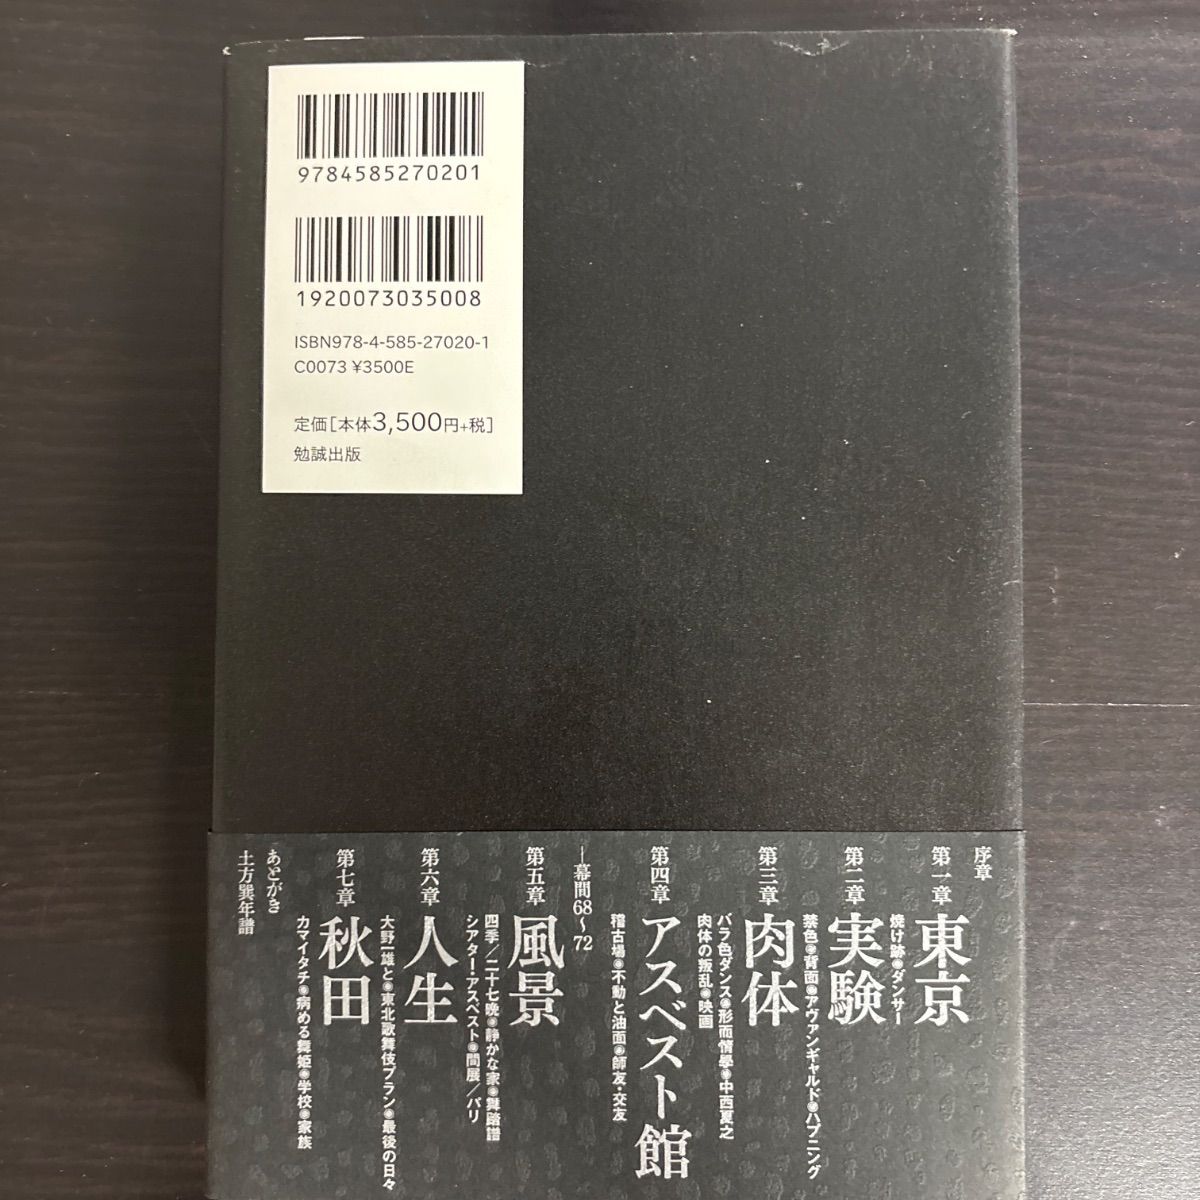 9784585270201
1920073035008
ISBN978-4-585-27020-1
C0073 ¥3500E
定価[本体3,500円+税]
勉誠出版
序章
第一章 東京
焼け跡◉ダンサー
第二章 実験
禁色◉背面◉アヴァンギャルド◉ハプニング
第三章 肉体
バラ色ダンス◉形而情學◉中西夏之
肉体の叛乱◉映画
第四章 アスベスト館
稽古場◉不動と油面◉師友・交友
―幕間68〜72
第五章 風景
四季／二十七晩◉静かな家◉舞踏譜
シアター・アスベスト◉間展／パリ
第六章 人生
大野一雄と◉東北歌舞伎プラン◉最後の日々
第七章 秋田
カマイタチ◉病める舞姫◉学校◉家族
あとがき
土方巽年譜